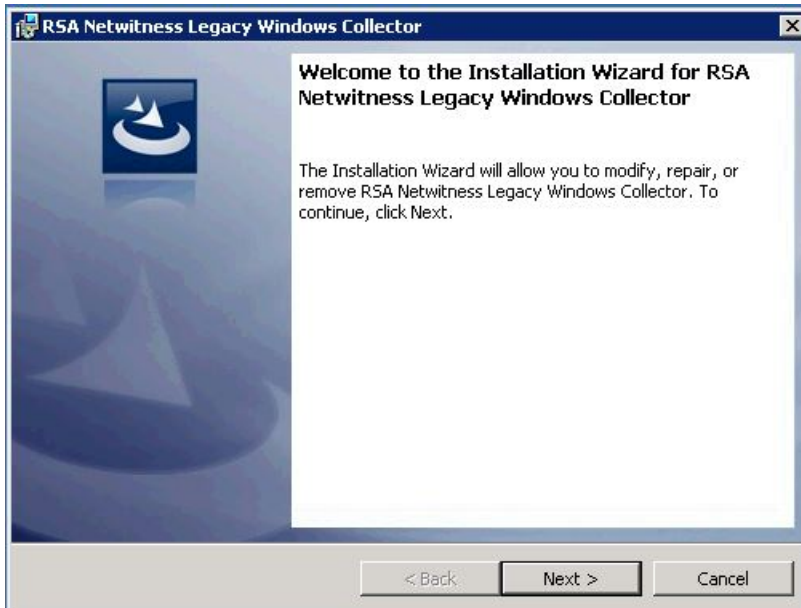 RSA Netwitness Legacy Windows Collector
Welcome to the Installation Wizard for RSA
Netwitness Legacy Windows Collector
The Installation Wizard will allow you to modify, repair, or
remove RSA Netwitness Legacy Windows Collector. To
continue, click Next.
< Back
Next >
Cancel